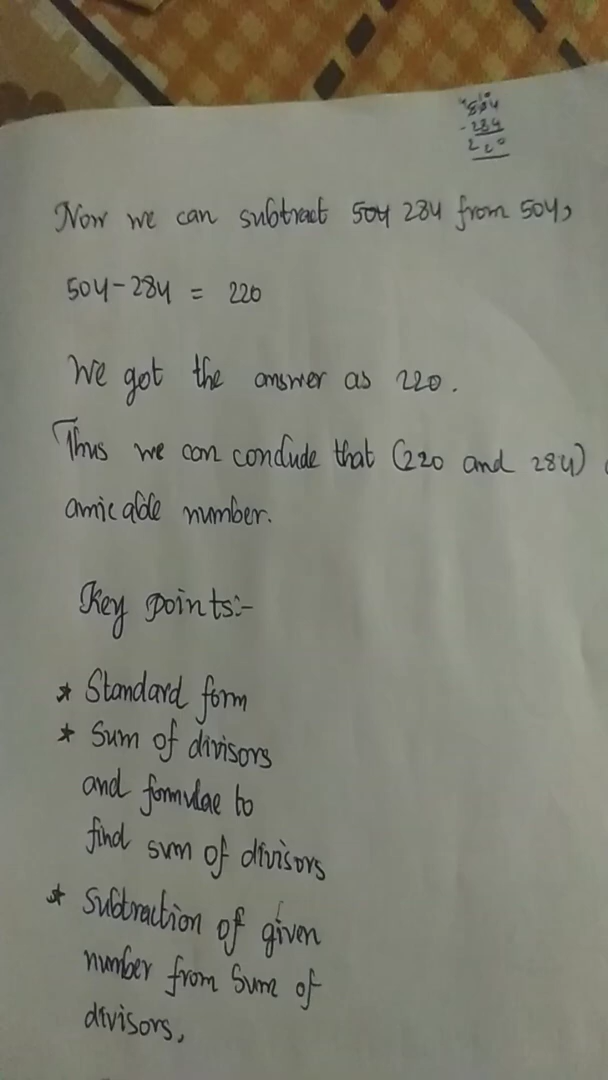 504
- 284
220
Now we can subtract 504 284 from 504,
504-284 = 220
We got the answer as 220.
Thus we can conclude that (220 and 284)
amicable number.
Key points:-
* Standard form
* Sum of divisors
and formulae to
find sum of divisors
* Subtraction of given
number from Sum of
divisors,